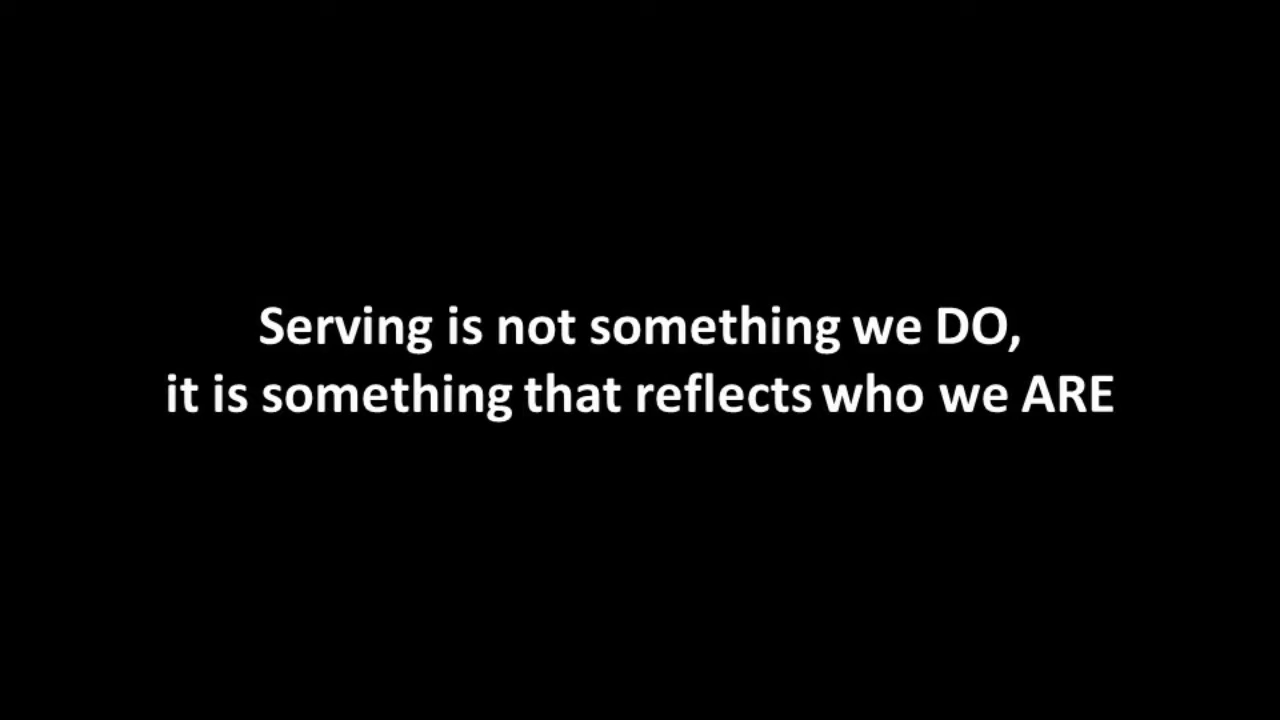 Serving is not something we DO,
it is something that reflects who we ARE